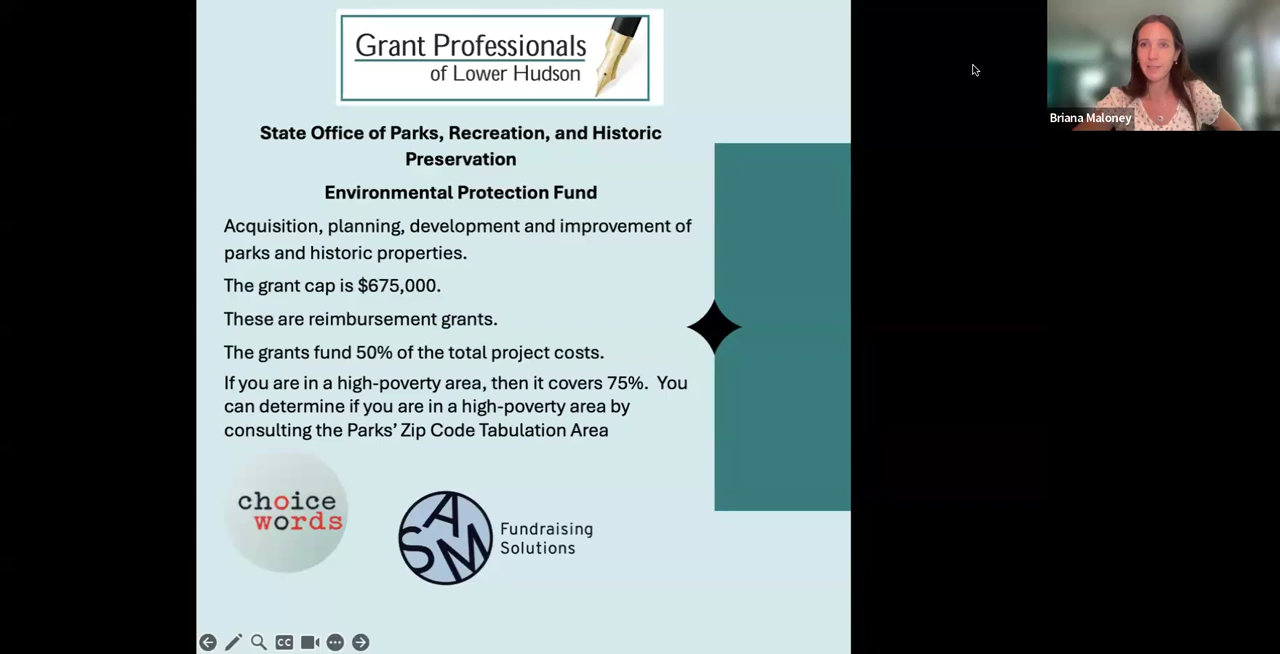 Grant Professionals
of Lower Hudson
State Office of Parks, Recreation, and Historic
Preservation
Environmental Protection Fund
Acquisition, planning, development and improvement of
parks and historic properties.
The grant cap is $675,000.
These are reimbursement grants.
The grants fund 50% of the total project costs.
If you are in a high-poverty area, then it covers 75%.  You
can determine if you are in a high-poverty area by
consulting the Parks’ Zip Code Tabulation Area
choice
words
SAM
Fundraising
Solutions
CC
Briana Maloney